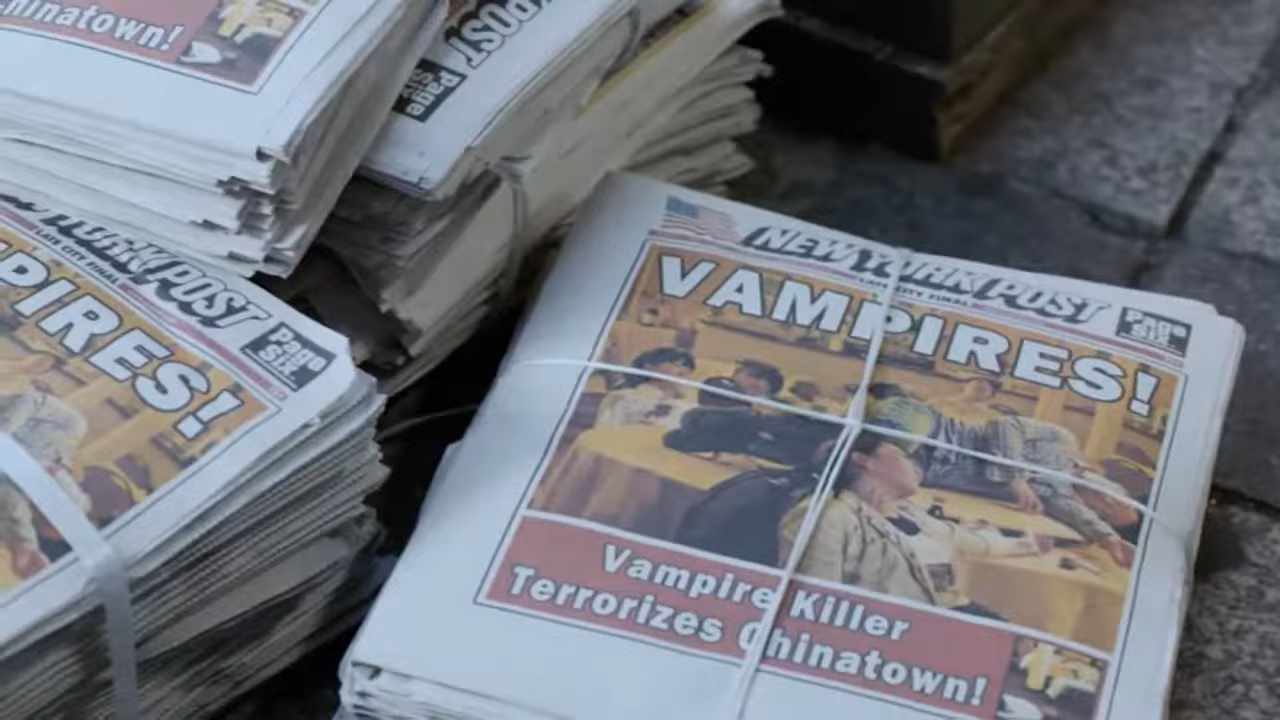 Chinatown!
POST
Page
Six
YORK POST
LATE CITY FINAL
PIRES!
Page
Six
NEW YORK POST
LATE CITY FINAL
Page
Six
VAMPIRES!
Vampire Killer
Terrorizes Chinatown!